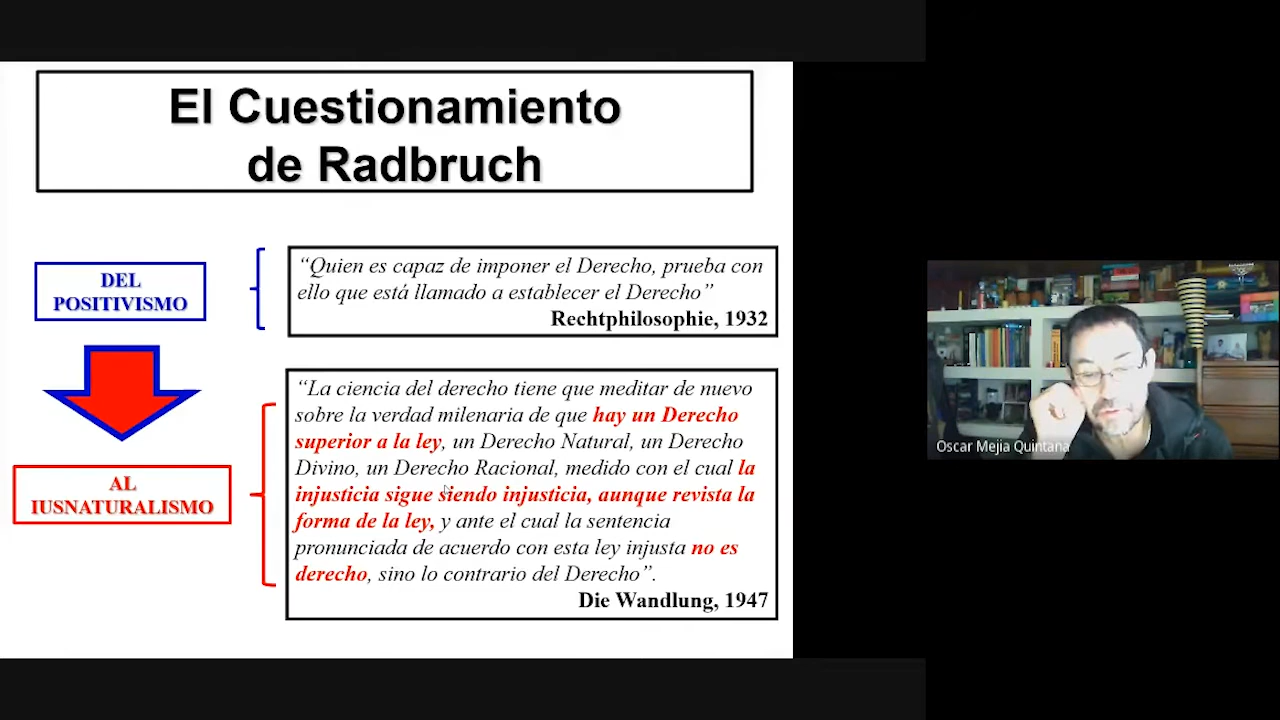 El Cuestionamiento
de Radbruch
DEL
POSITIVISMO
“Quien es capaz de imponer el Derecho, prueba con
ello que está llamado a establecer el Derecho”
Rechtphilosophie, 1932
AL
IUSNATURALISMO
“La ciencia del derecho tiene que meditar de nuevo
sobre la verdad milenaria de que hay un Derecho
superior a la ley, un Derecho Natural, un Derecho
Divino, un Derecho Racional, medido con el cual la
injusticia sigue siendo injusticia, aunque revista la
forma de la ley, y ante el cual la sentencia
pronunciada de acuerdo con esta ley injusta no es
derecho, sino lo contrario del Derecho”.
Die Wandlung, 1947
Oscar Mejia Quintana